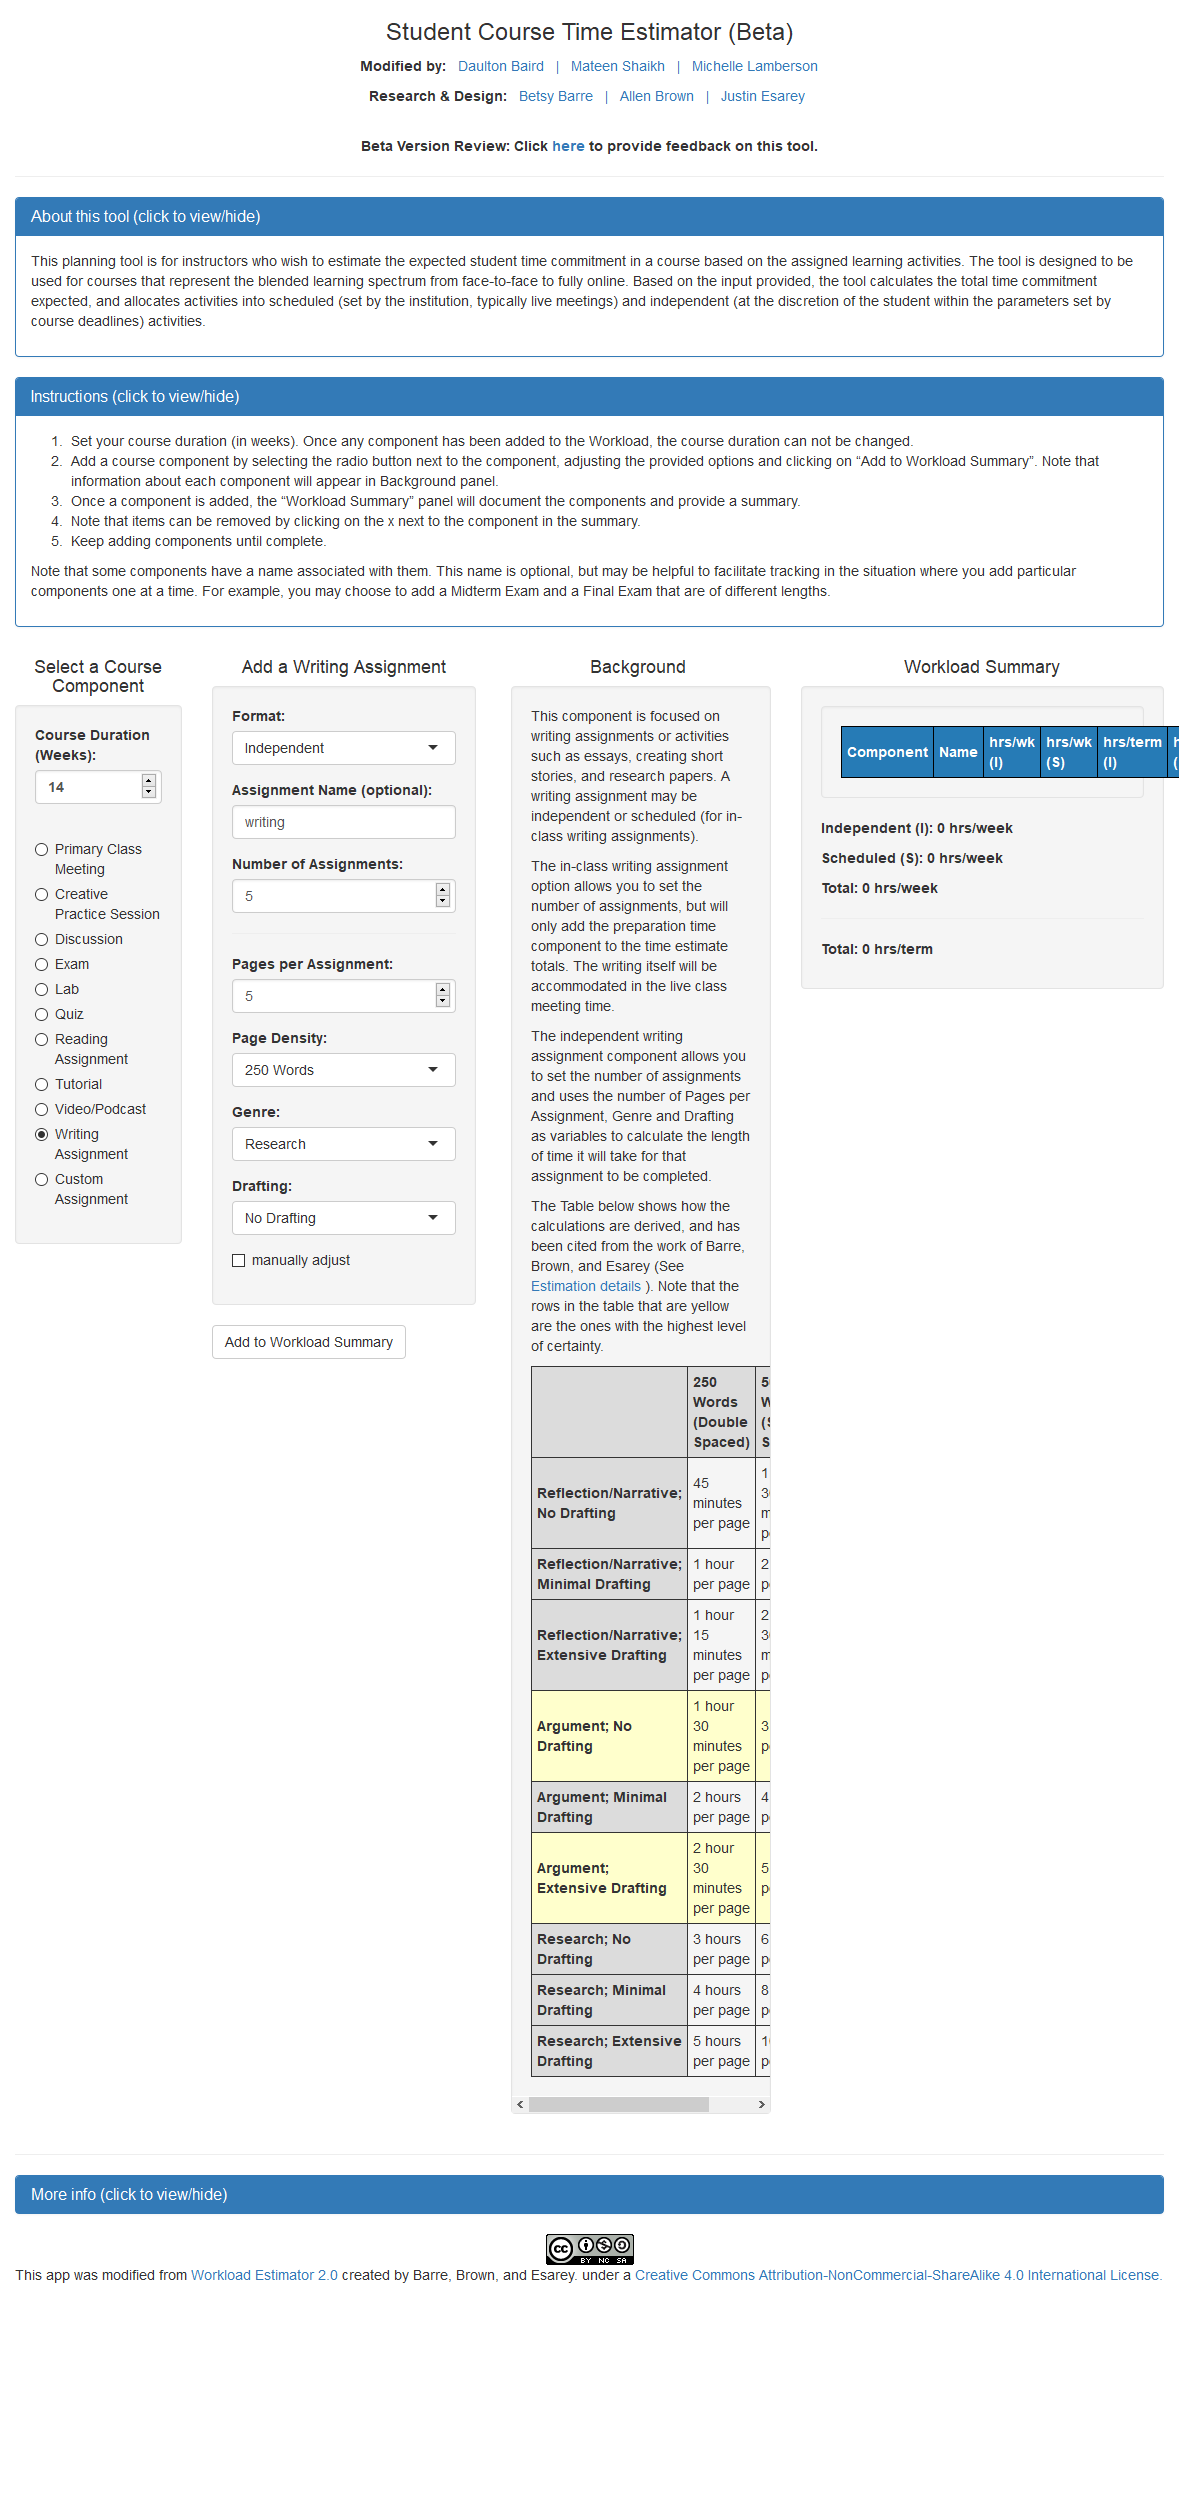 Student Course Time Estimator (Beta)
Modified by: Daulton Baird | Mateen Shaikh | Michelle Lamberson
Research & Design: Betsy Barre | Allen Brown | Justin Esarey
Beta Version Review: Click here to provide feedback on this tool.
About this tool (click to view/hide)
This planning tool is for instructors who wish to estimate the expected student time commitment in a course based on the assigned learning activities. The tool is designed to be
used for courses that represent the blended learning spectrum from face-to-face to fully online. Based on the input provided, the tool calculates the total time commitment
expected, and allocates activities into scheduled (set by the institution, typically live meetings) and independent (at the discretion of the student within the parameters set by
course deadlines) activities.
Instructions (click to view/hide)
1. Set your course duration (in weeks). Once any component has been added to the Workload, the course duration can not be changed.
2. Add a course component by selecting the radio button next to the component, adjusting the provided options and clicking on “Add to Workload Summary”. Note that
information about each component will appear in Background panel.
3. Once a component is added, the “Workload Summary” panel will document the components and provide a summary.
4. Note that items can be removed by clicking on the x next to the component in the summary.
5. Keep adding components until complete.
Note that some components have a name associated with them. This name is optional, but may be helpful to facilitate tracking in the situation where you add particular
components one at a time. For example, you may choose to add a Midterm Exam and a Final Exam that are of different lengths.
Select a Course
Component
Course Duration
(Weeks):
14
Primary Class
Meeting
Creative
Practice Session
Discussion
Exam
Lab
Quiz
Reading
Assignment
Tutorial
Video/Podcast
Writing
Assignment
Custom
Assignment
Add a Writing Assignment
Format:
Independent
Assignment Name (optional):
writing
Number of Assignments:
5
Pages per Assignment:
5
Page Density:
250 Words
Genre:
Research
Drafting:
No Drafting
manually adjust
Add to Workload Summary
Background
This component is focused on
writing assignments or activities
such as essays, creating short
stories, and research papers. A
writing assignment may be
independent or scheduled (for in-
class writing assignments).
The in-class writing assignment
option allows you to set the
number of assignments, but will
only add the preparation time
component to the time estimate
totals. The writing itself will be
accommodated in the live class
meeting time.
The independent writing
assignment component allows you
to set the number of assignments
and uses the number of Pages per
Assignment, Genre and Drafting
as variables to calculate the length
of time it will take for that
assignment to be completed.
The Table below shows how the
calculations are derived, and has
been cited from the work of Barre,
Brown, and Esarey (See
Estimation details ). Note that the
rows in the table that are yellow
are the ones with the highest level
of certainty.
250
Words
(Double
Spaced)
Reflection/Narrative;
No Drafting
45
minutes
per page
Reflection/Narrative;
Minimal Drafting
1 hour
per page
Reflection/Narrative;
Extensive Drafting
1 hour
15
minutes
per page
Argument; No
Drafting
1 hour
30
minutes
per page
Argument; Minimal
Drafting
2 hours
per page
Argument;
Extensive Drafting
2 hour
30
minutes
per page
Research; No
Drafting
3 hours
per page
Research; Minimal
Drafting
4 hours
per page
Research; Extensive
Drafting
5 hours
per page
Workload Summary
Component Name hrs/wk (I) hrs/wk (S) hrs/term (I)
Independent (I): 0 hrs/week
Scheduled (S): 0 hrs/week
Total: 0 hrs/week
Total: 0 hrs/term
More info (click to view/hide)
cc BY NC SA
This app was modified from Workload Estimator 2.0 created by Barre, Brown, and Esarey. under a Creative Commons Attribution-NonCommercial-ShareAlike 4.0 International License.